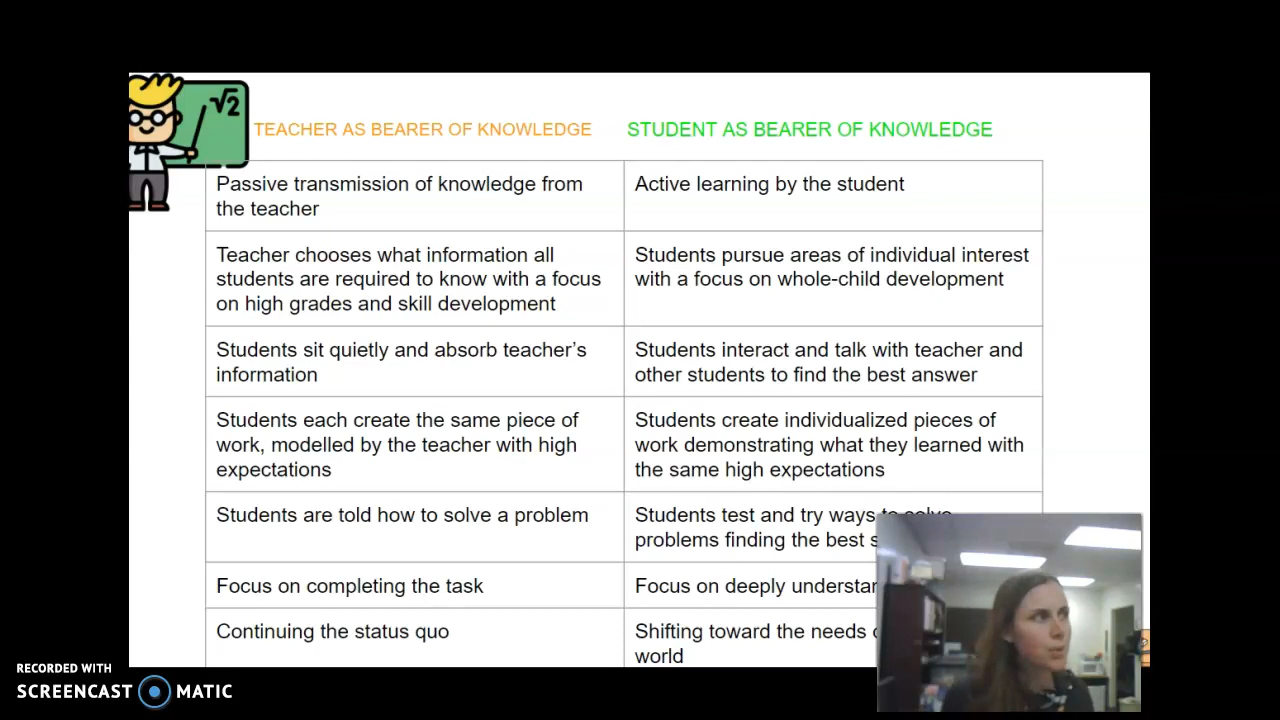 √2
TEACHER AS BEARER OF KNOWLEDGE
STUDENT AS BEARER OF KNOWLEDGE
Passive transmission of knowledge from
the teacher
Active learning by the student
Teacher chooses what information all
students are required to know with a focus
on high grades and skill development
Students pursue areas of individual interest
with a focus on whole-child development
Students sit quietly and absorb teacher’s
information
Students interact and talk with teacher and
other students to find the best answer
Students each create the same piece of
work, modelled by the teacher with high
expectations
Students create individualized pieces of
work demonstrating what they learned with
the same high expectations
Students are told how to solve a problem
Students test and try ways to solve
problems finding the best
Focus on completing the task
Focus on deeply
Continuing the status quo
Shifting toward the needs
world
RECORDED WITH
SCREENCAST MATIC